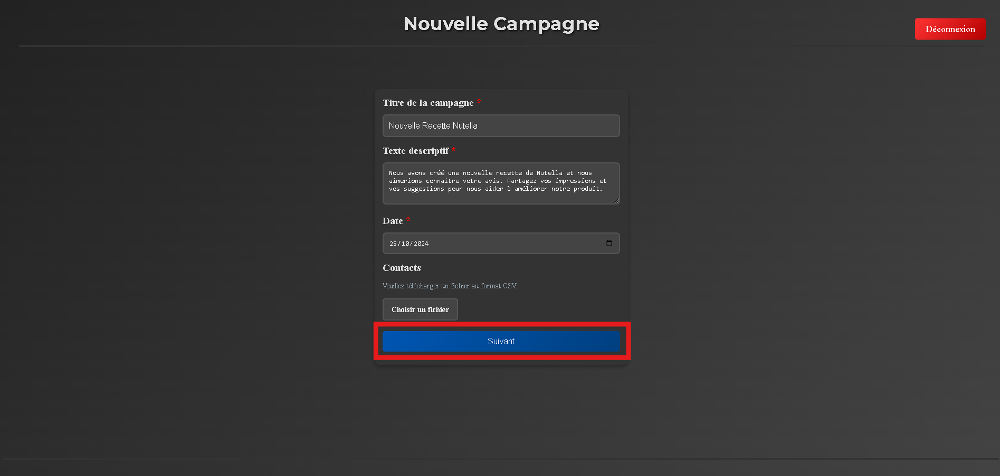 Nouvelle Campagne
Déconnexion
Titre de la campagne *
Nouvelle Recette Nutella
Texte descriptif *
Nous avons créé une nouvelle recette de Nutella et nous
aimerions connaître votre avis. Partagez vos impressions et
vos suggestions pour nous aider à améliorer notre produit.
Date *
25/10/2024
Contacts
Veuillez télécharger un fichier au format CSV.
Choisir un fichier
Suivant